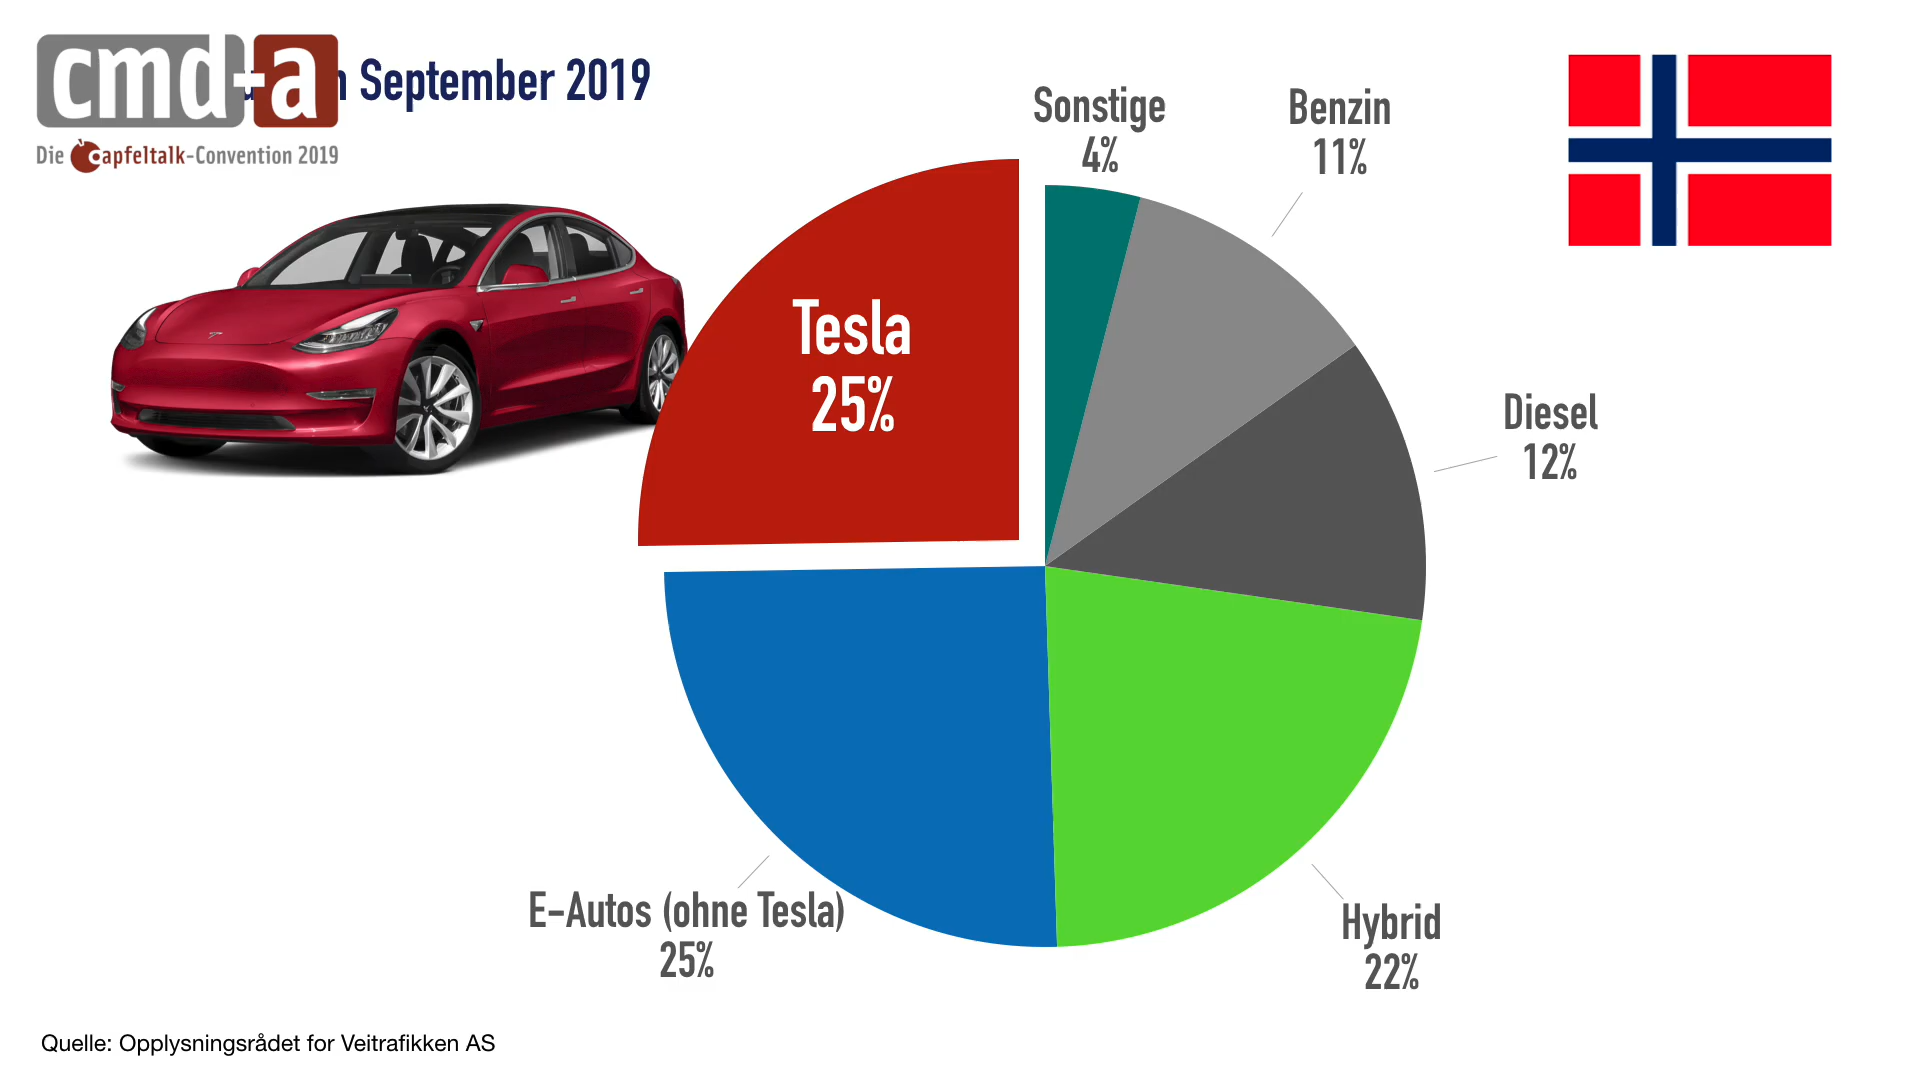 cmd+a
September 2019
Die apfeltalk-Convention 2019
Sonstige
4%
Benzin
11%
Tesla
25%
Diesel
12%
E-Autos (ohne Tesla)
25%
Hybrid
22%
Quelle: Opplysningsrådet for Veitrafikken AS